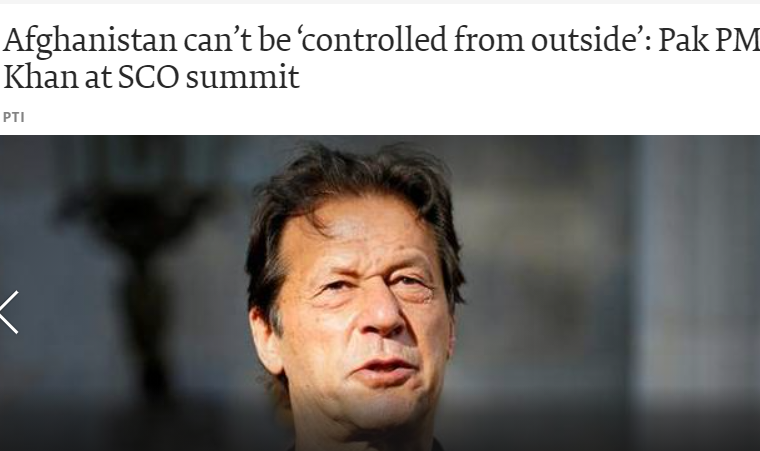 Afghanistan can’t be ‘controlled from outside’: Pak PM
Khan at SCO summit
PTI